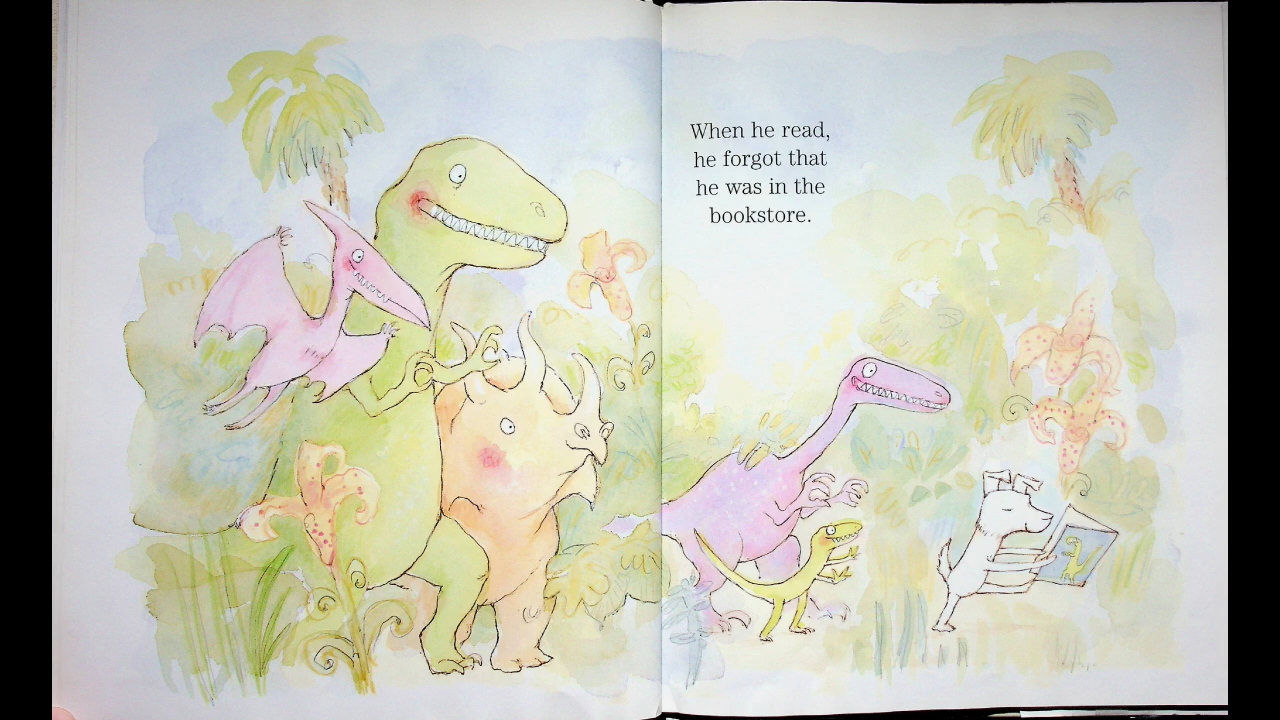 When he read,
he forgot that
he was in the
bookstore.